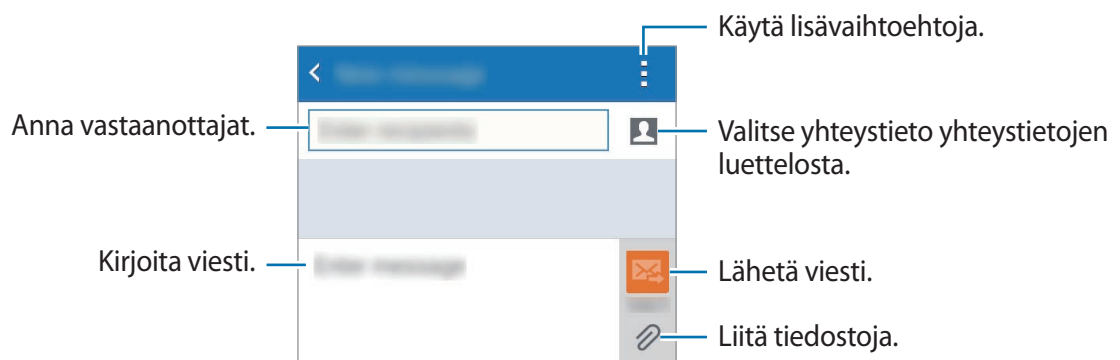 Käytä lisävaihtoehtoja.
Anna vastaanottajat.
Valitse yhteystieto yhteystietojen
luettelosta.
Kirjoita viesti.
Lähetä viesti.
Liitä tiedostoja.